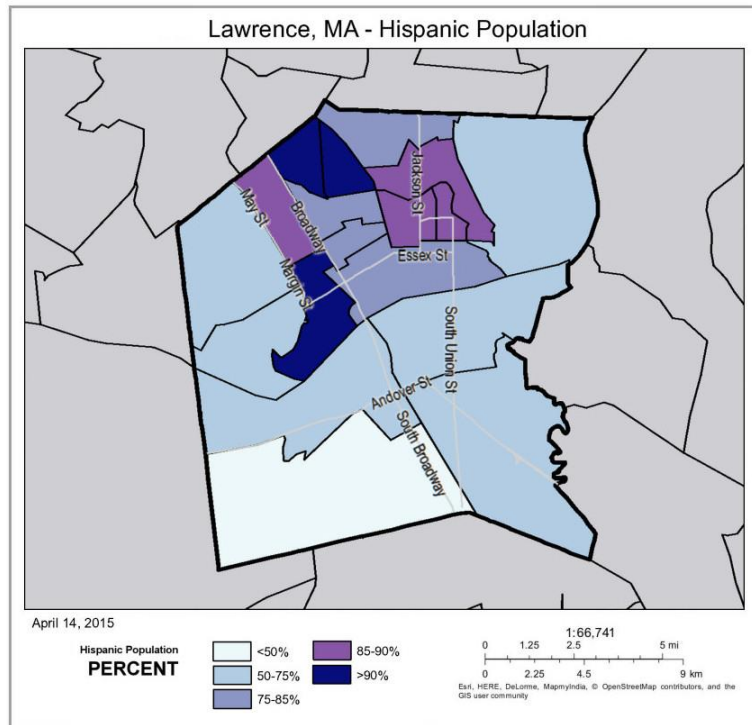 Lawrence, MA - Hispanic Population
Jackson St
May St
Broadway
Essex St
Margin St
South Union St
Andover St
South Broadway
April 14, 2015
Hispanic Population
PERCENT
<50%
50-75%
75-85%
85-90%
>90%
1:66,741
0 1.25 2.5 5 mi
0 2.25 4.5 9 km
Esri, HERE, DeLorme, MapmyIndia, © OpenStreetMap contributors, and the
GIS user community